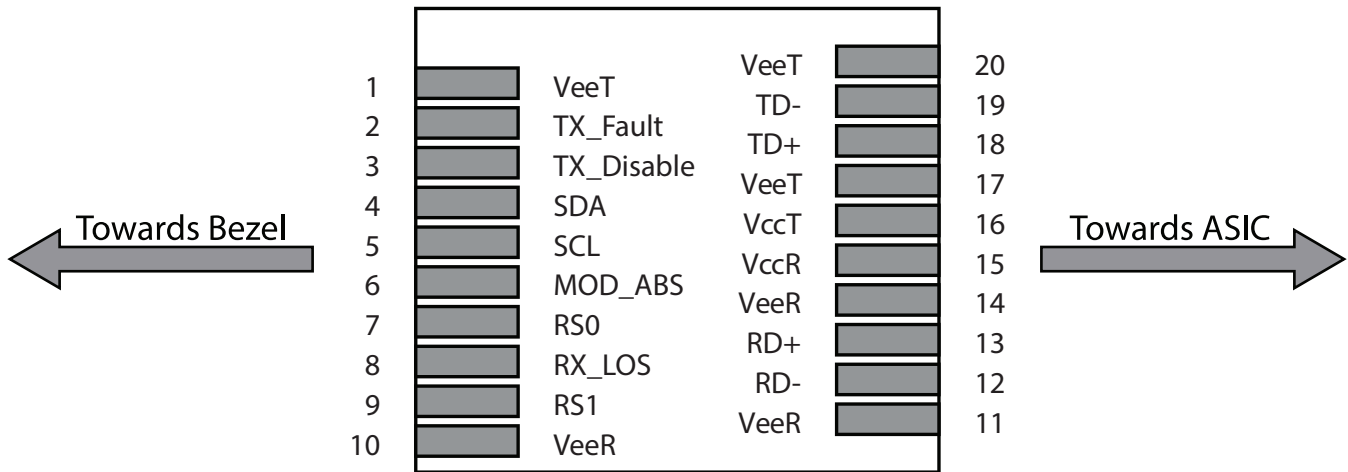 VeeT 20
1 VeeT
TD- 19
2 TX_Fault
TD+ 18
3 TX_Disable
VeeT 17
4 SDA
Towards Bezel
VccT 16
Towards ASIC
5 SCL
VccR 15
6 MOD_ABS
VeeR 14
7 RS0
RD+ 13
8 RX_LOS
RD- 12
9 RS1
VeeR 11
10 VeeR